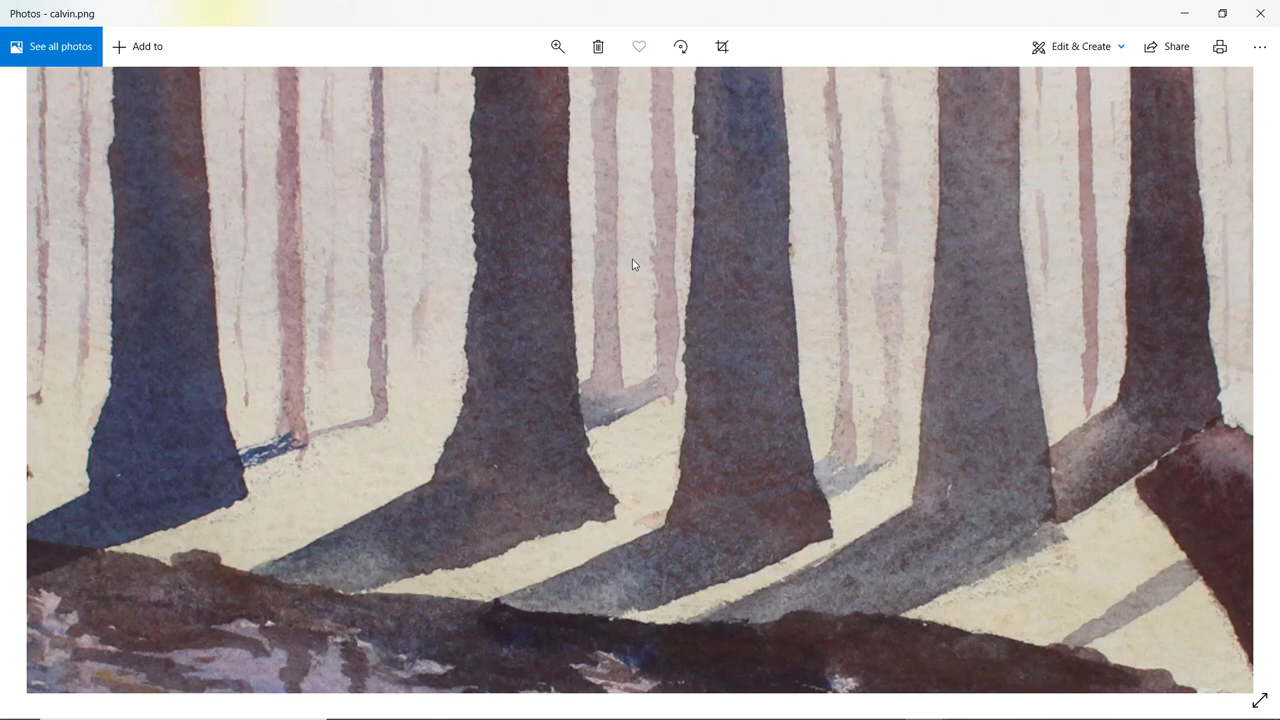 Photos - calvin.png
See all photos
Add to
Edit & Create
Share